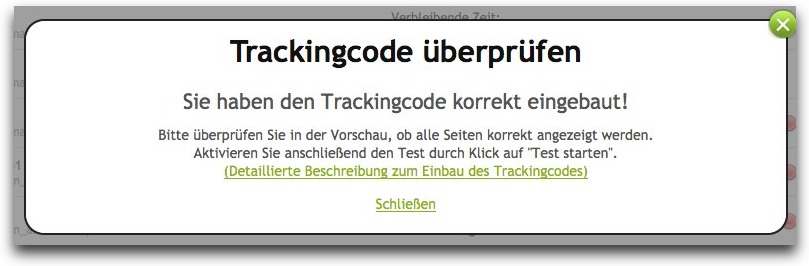 Verbleibende Zeit:
Trackingcode überprüfen
Sie haben den Trackingcode korrekt eingebaut!
Bitte überprüfen Sie in der Vorschau, ob alle Seiten korrekt angezeigt werden.
Aktivieren Sie anschließend den Test durch Klick auf "Test starten".
(Detaillierte Beschreibung zum Einbau des Trackingcodes)
Schließen